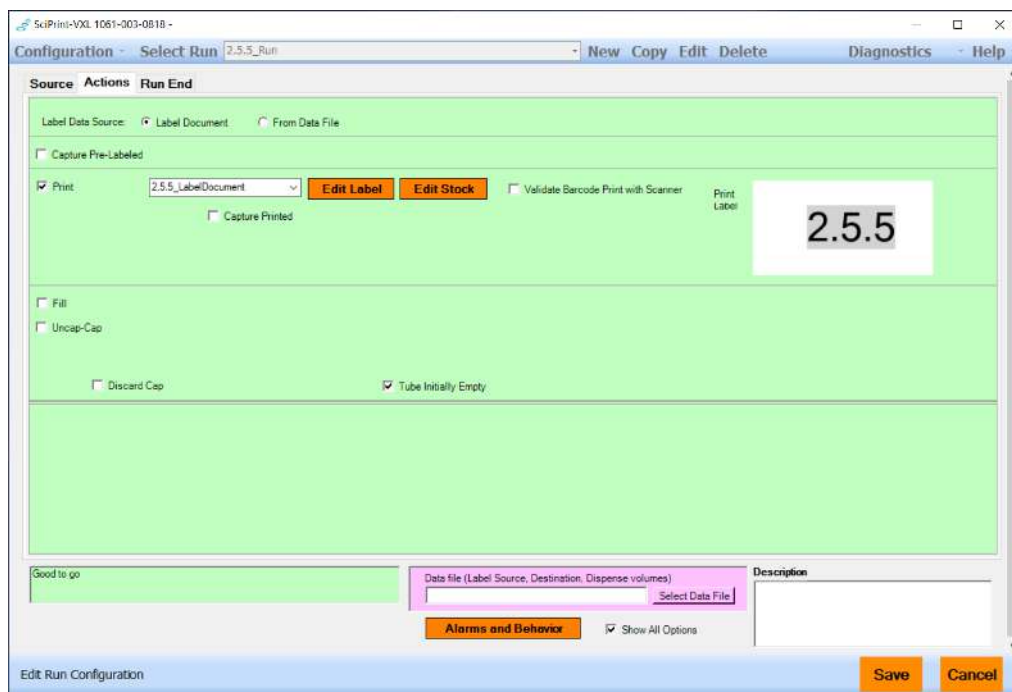 SciPrint-VXL 1061-003-0818 -
Configuration - Select Run 2.5.5_Run New Copy Edit Delete Diagnostics - Help
Source Actions Run End
Label Data Source: Label Document From Data File
Capture Pre-Labeled
Print 2.5.5_LabelDocument Edit Label Edit Stock Validate Barcode Print with Scanner Print
Label
2.5.5
Capture Printed
Fill
Uncap-Cap
Discard Cap Tube Initially Empty
Good to go
Data file (Label Source, Destination, Dispense volumes)
Select Data File
Description
Alarms and Behavior Show All Options
Edit Run Configuration Save Cancel